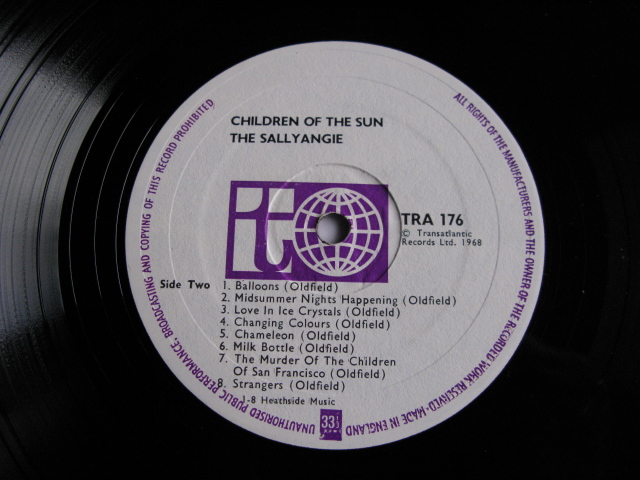 CHILDREN OF THE SUN
THE SALLYANGIE
TRA 176
© Transatlantic
Records Ltd. 1968
Side Two
1. Balloons (Oldfield)
2. Midsummer Nights Happening (Oldfield)
3. Love In Ice Crystals (Oldfield)
4. Changing Colours (Oldfield)
5. Chameleon (Oldfield)
6. Milk Bottle (Oldfield)
7. The Murder Of The Children
Of San Francisco (Oldfield)
8. Strangers (Oldfield)
1-8 Heathside Music
33⅓
UNAUTHORISED PUBLIC PERFORMANCE, BROADCASTING AND COPYING OF THIS RECORD PROHIBITED
ALL RIGHTS OF THE MANUFACTURERS AND THE OWNER OF THE RECORDED WORK RESERVED-MADE IN ENGLAND